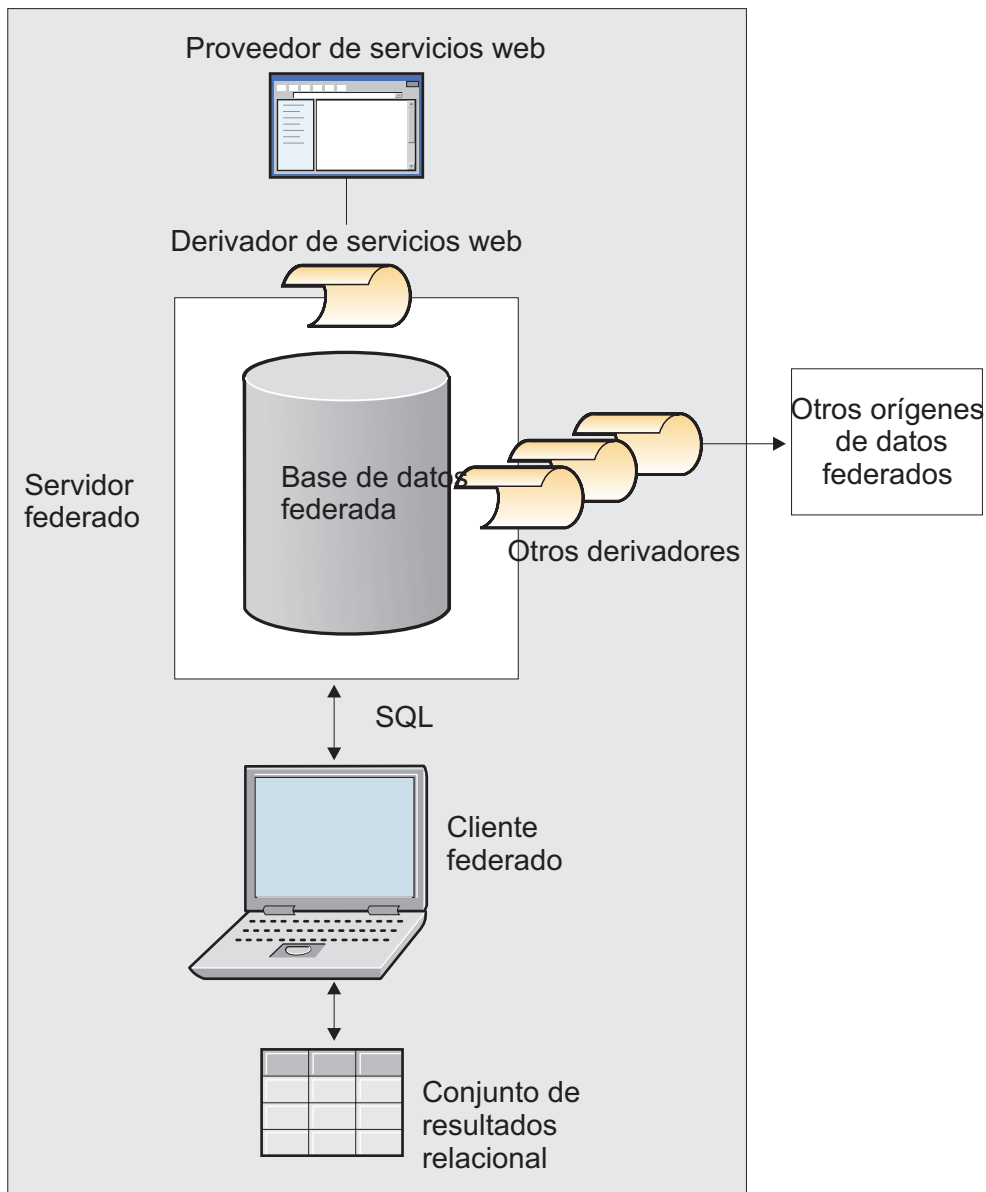 Proveedor de servicios web
Derivador de servicios web
Servidor
federado
Base de datos
federada
Otros derivadores
Otros orígenes
de datos
federados
SQL
Cliente
federado
Conjunto de
resultados
relacional